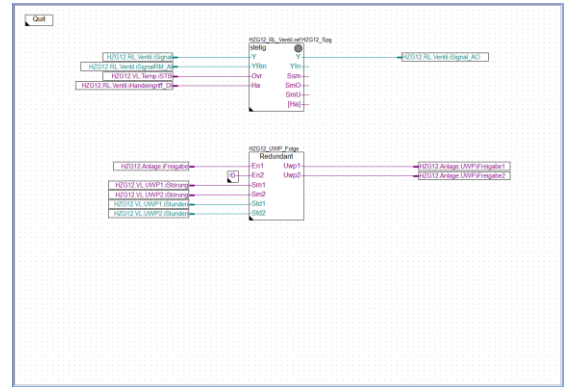 Quit
HZG12_RL_Ventil.ref:HZG12_Spg
stetig
HZG12.RL.Ventil.iSignal Y Y HZG12.RL.Ventil.iSignal_AO
HZG12.RL.Ventil.iSignalRM_AI YRm YIn
HZG12.VL.Temp.iSTB Ovr Ssm
HZG12.RL.Ventil.iHandeingriff_DI Ha SmO
SmU
[Ha]
HZG12_UWP_Folge
Redundant
HZG12.Anlage.iFreigabe En1 Uwp1 HZG12.Anlage.UWP.iFreigabe1
En2 Uwp2 HZG12.Anlage.UWP.iFreigabe2
HZG12.VL.UWP1.iStörung Sm1
HZG12.VL.UWP2.iStörung Sm2
HZG12.VL.UWP1.iStunden Std1
HZG12.VL.UWP2.iStunden Std2